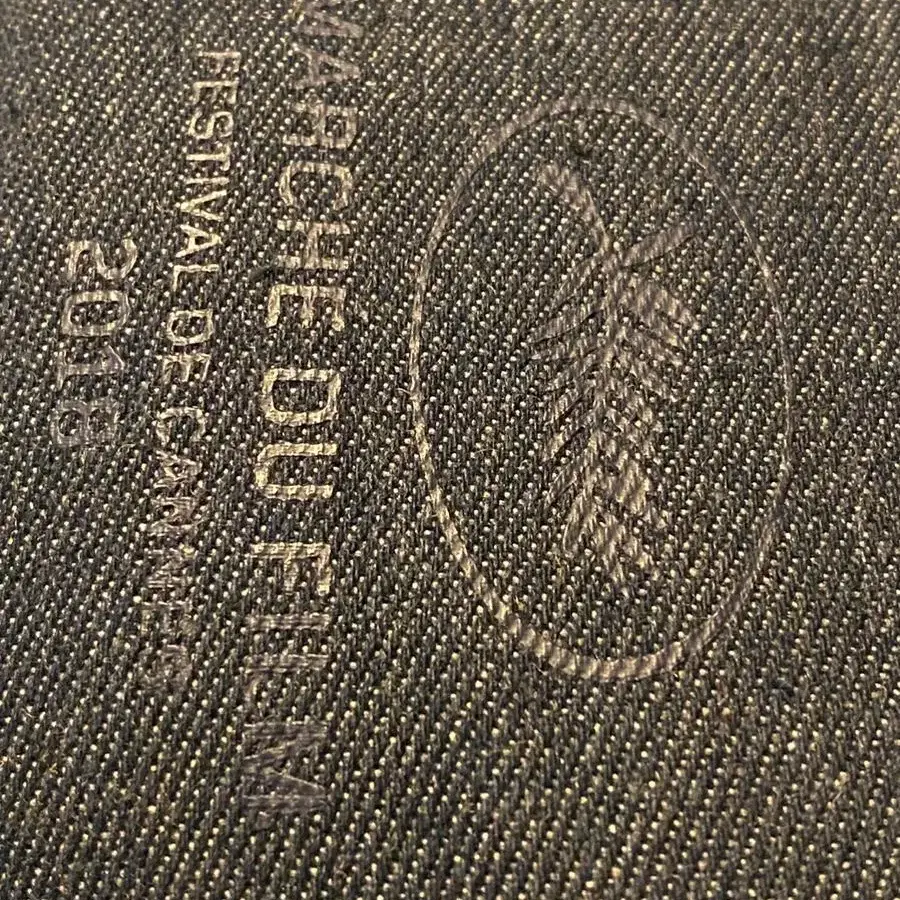 MARCHÉ DU FILM
FESTIVAL DE CANNES
2018